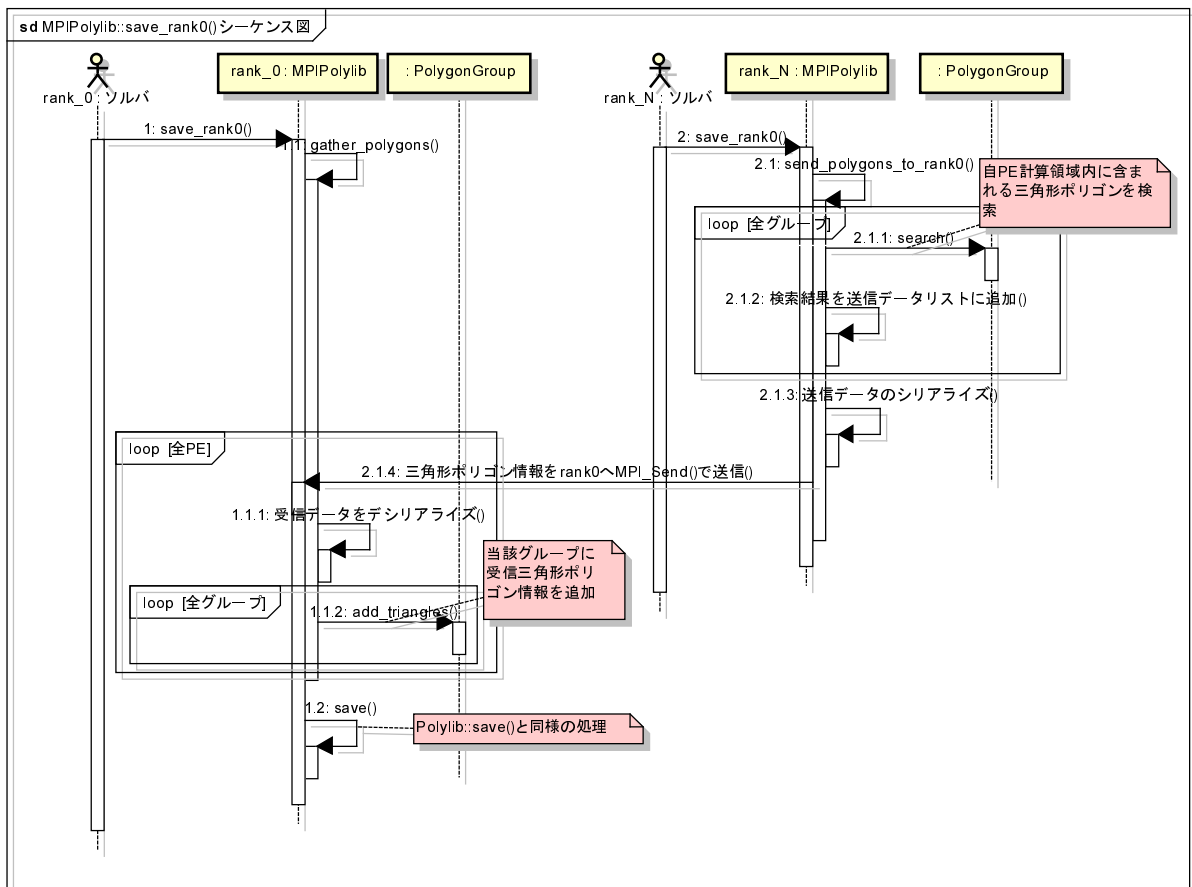 sd MPIPolylib::save_rank0()シーケンス図
rank_0 : ソルバ
rank_0 : MPIPolylib
: PolygonGroup
rank_N : ソルバ
rank_N : MPIPolylib
: PolygonGroup
1: save_rank0()
1.1: gather_polygons()
2: save_rank0()
2.1: send_polygons_to_rank0()
自PE計算領域内に含ま
れる三角形ポリゴンを検
索
loop [全グループ]
2.1.1: search()
2.1.2: 検索結果を送信データリストに追加()
2.1.3: 送信データのシリアライズ()
loop [全PE]
2.1.4: 三角形ポリゴン情報をrank0へMPI_Send()で送信()
1.1.1: 受信データをデシリアライズ()
当該グループに
受信三角形ポリ
ゴン情報を追加
loop [全グループ]
1.1.2: add_triangles()
1.2: save()
Polylib::save()と同様の処理